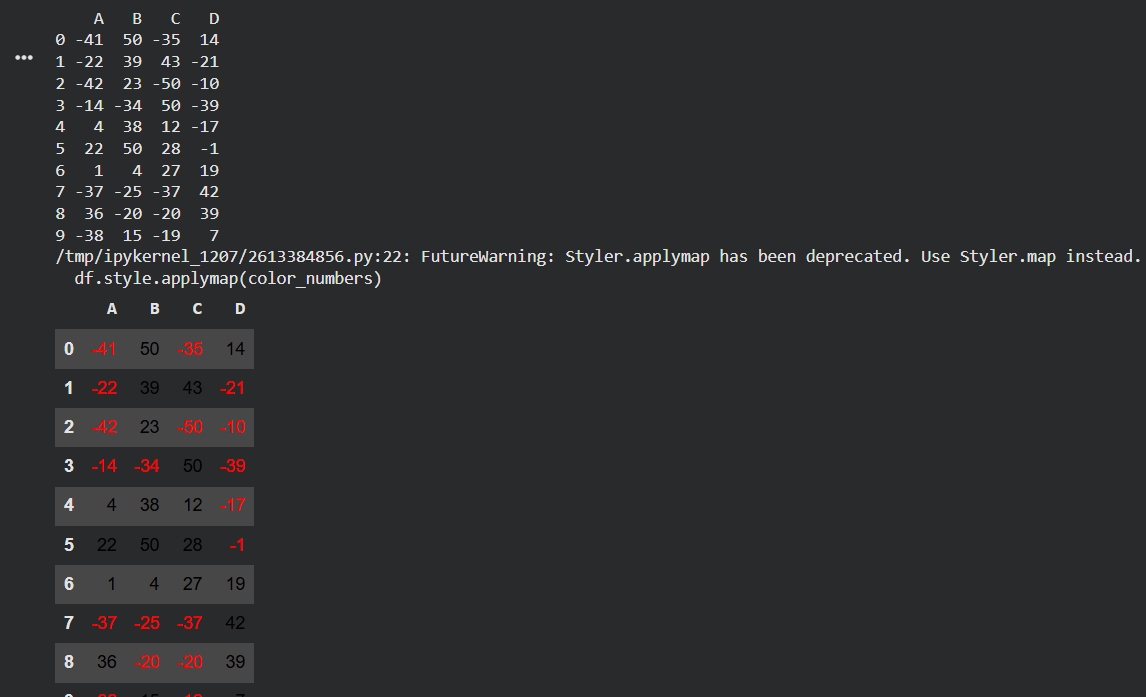 A B C D
0 -41 50 -35 14
1 -22 39 43 -21
2 -42 23 -50 -10
3 -14 -34 50 -39
4 4 38 12 -17
5 22 50 28 -1
6 1 4 27 19
7 -37 -25 -37 42
8 36 -20 -20 39
9 -38 15 -19 7
/tmp/ipykernel_1207/2613384856.py:22: FutureWarning: Styler.applymap has been deprecated. Use Styler.map instead.
df.style.applymap(color_numbers)
A B C D
0 -41 50 -35 14
1 -22 39 43 -21
2 -42 23 -50 -10
3 -14 -34 50 -39
4 4 38 12 -17
5 22 50 28 -1
6 1 4 27 19
7 -37 -25 -37 42
8 36 -20 -20 39